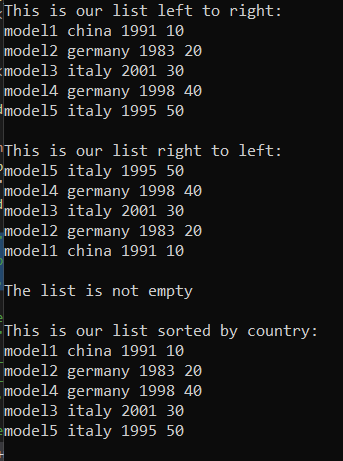 This is our list left to right:
model1 china 1991 10
model2 germany 1983 20
model3 italy 2001 30
model4 germany 1998 40
model5 italy 1995 50
This is our list right to left:
model5 italy 1995 50
model4 germany 1998 40
model3 italy 2001 30
model2 germany 1983 20
model1 china 1991 10
The list is not empty
This is our list sorted by country:
model1 china 1991 10
model2 germany 1983 20
model4 germany 1998 40
model3 italy 2001 30
model5 italy 1995 50